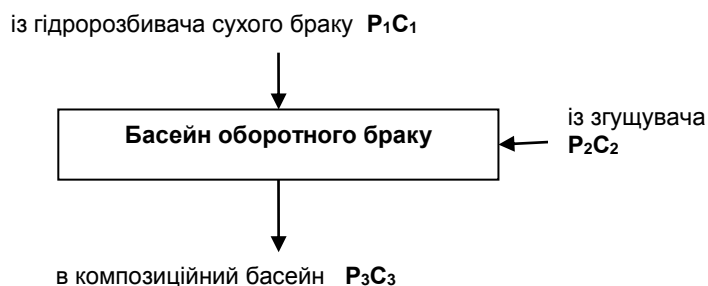 із гідророзбивача сухого браку P₁C₁
Басейн оборотного браку
із згущувача
P₂C₂
в композиційний басейн P₃C₃